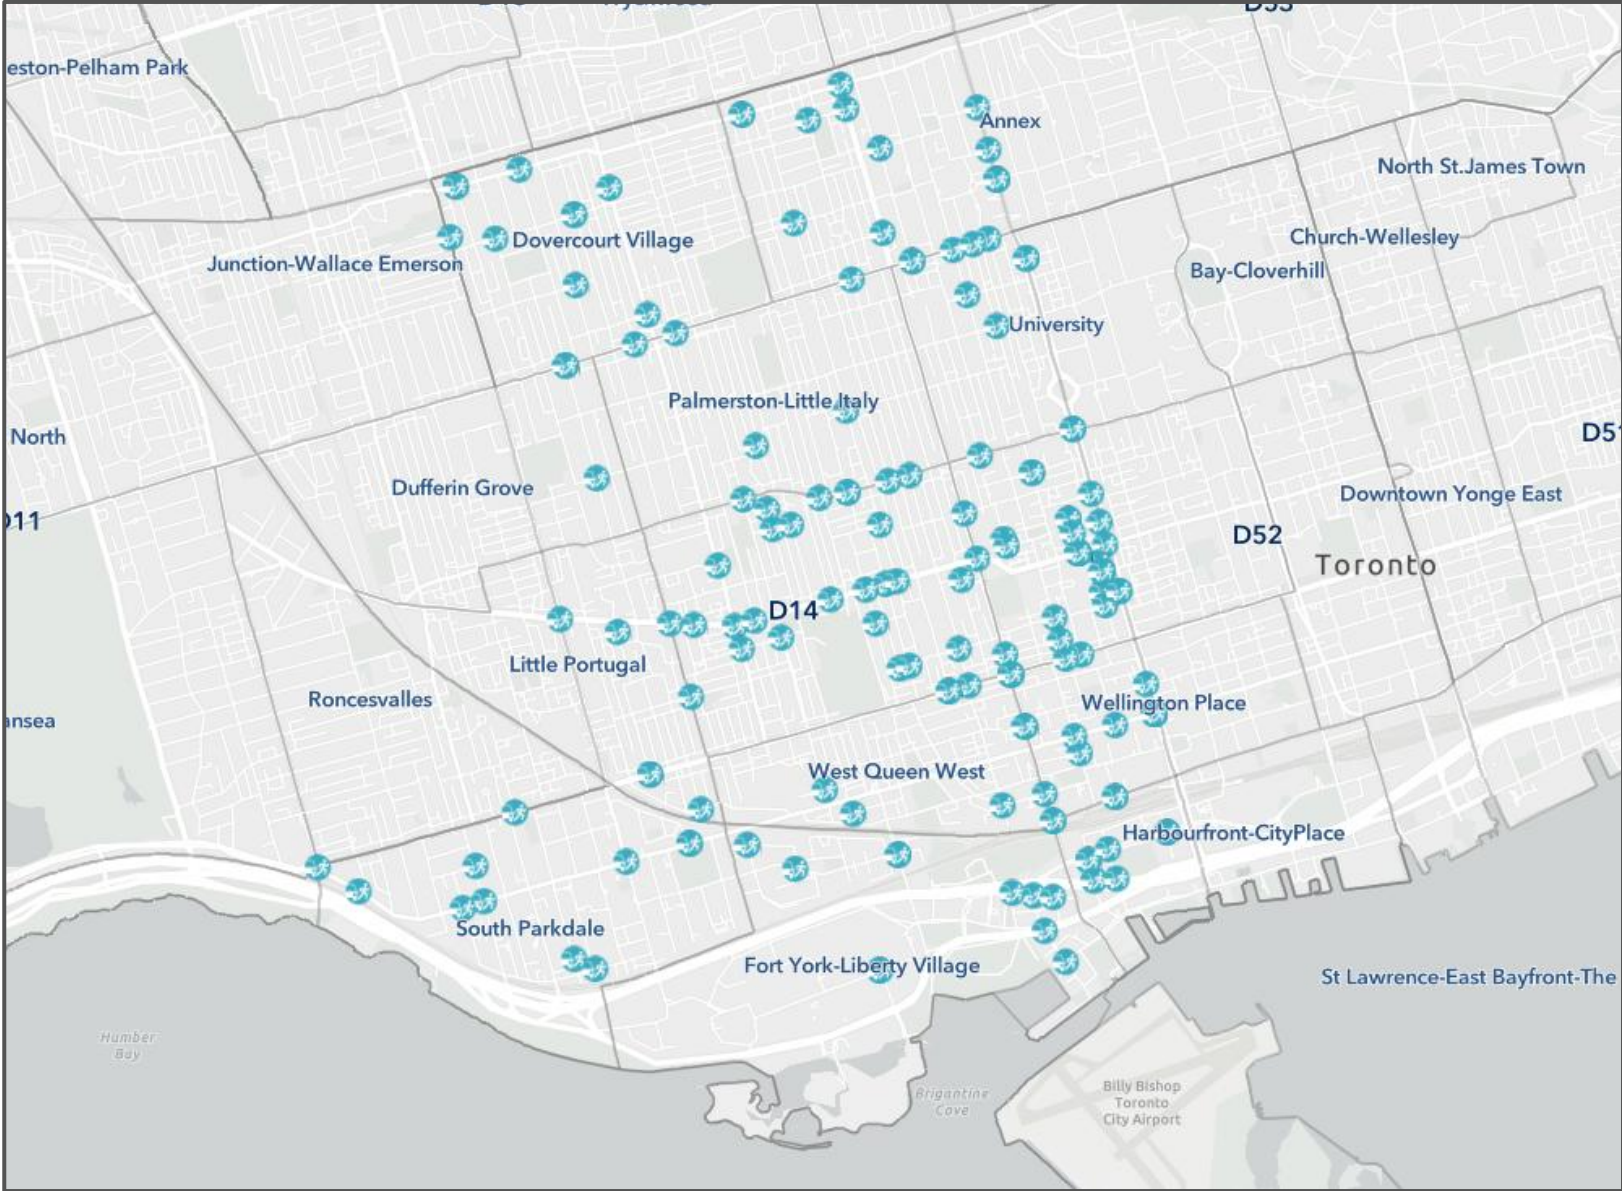 D53
eston-Pelham Park
Annex
North St.James Town
Church-Wellesley
Dovercourt Village
Junction-Wallace Emerson
Bay-Cloverhill
University
Palmerston-Little Italy
North
Dufferin Grove
Downtown Yonge East
D52
Toronto
D14
Little Portugal
Roncesvalles
Wellington Place
ansea
West Queen West
Harbourfront-CityPlace
South Parkdale
Fort York-Liberty Village
St Lawrence-East Bayfront-The
Humber
Bay
Brigantine
Cove
Billy Bishop
Toronto
City Airport